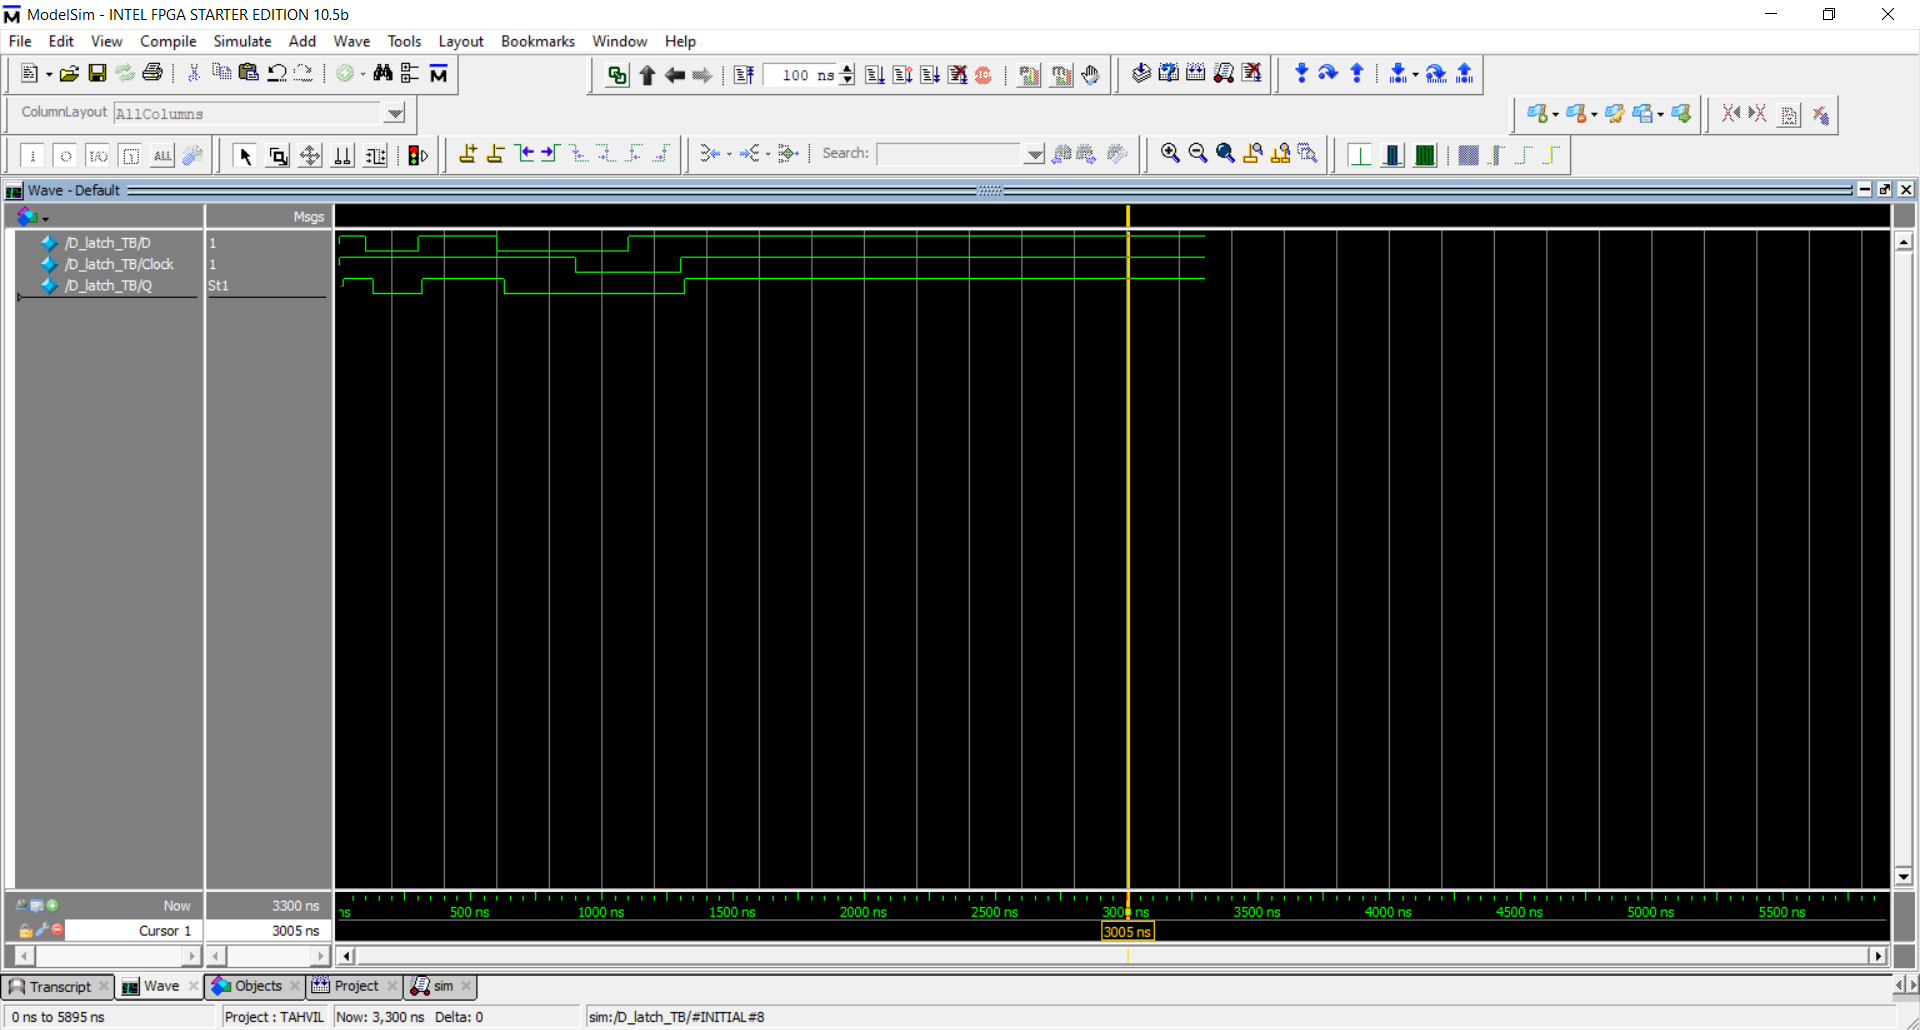 ModelSim - INTEL FPGA STARTER EDITION 10.5b
File Edit View Compile Simulate Add Wave Tools Layout Bookmarks Window Help
100 ns
ColumnLayout AllColumns
Search:
Wave - Default
Msgs
/D_latch_TB/D 1
/D_latch_TB/Clock 1
/D_latch_TB/Q St1
Now 3300 ns
ns 500 ns 1000 ns 1500 ns 2000 ns 2500 ns 3000 ns 3500 ns 4000 ns 4500 ns 5000 ns 5500 ns
Cursor 1 3005 ns
3005 ns
Transcript Wave Objects Project sim
0 ns to 5895 ns Project : TAHVIL Now: 3,300 ns Delta: 0 sim:/D_latch_TB/#INITIAL#8